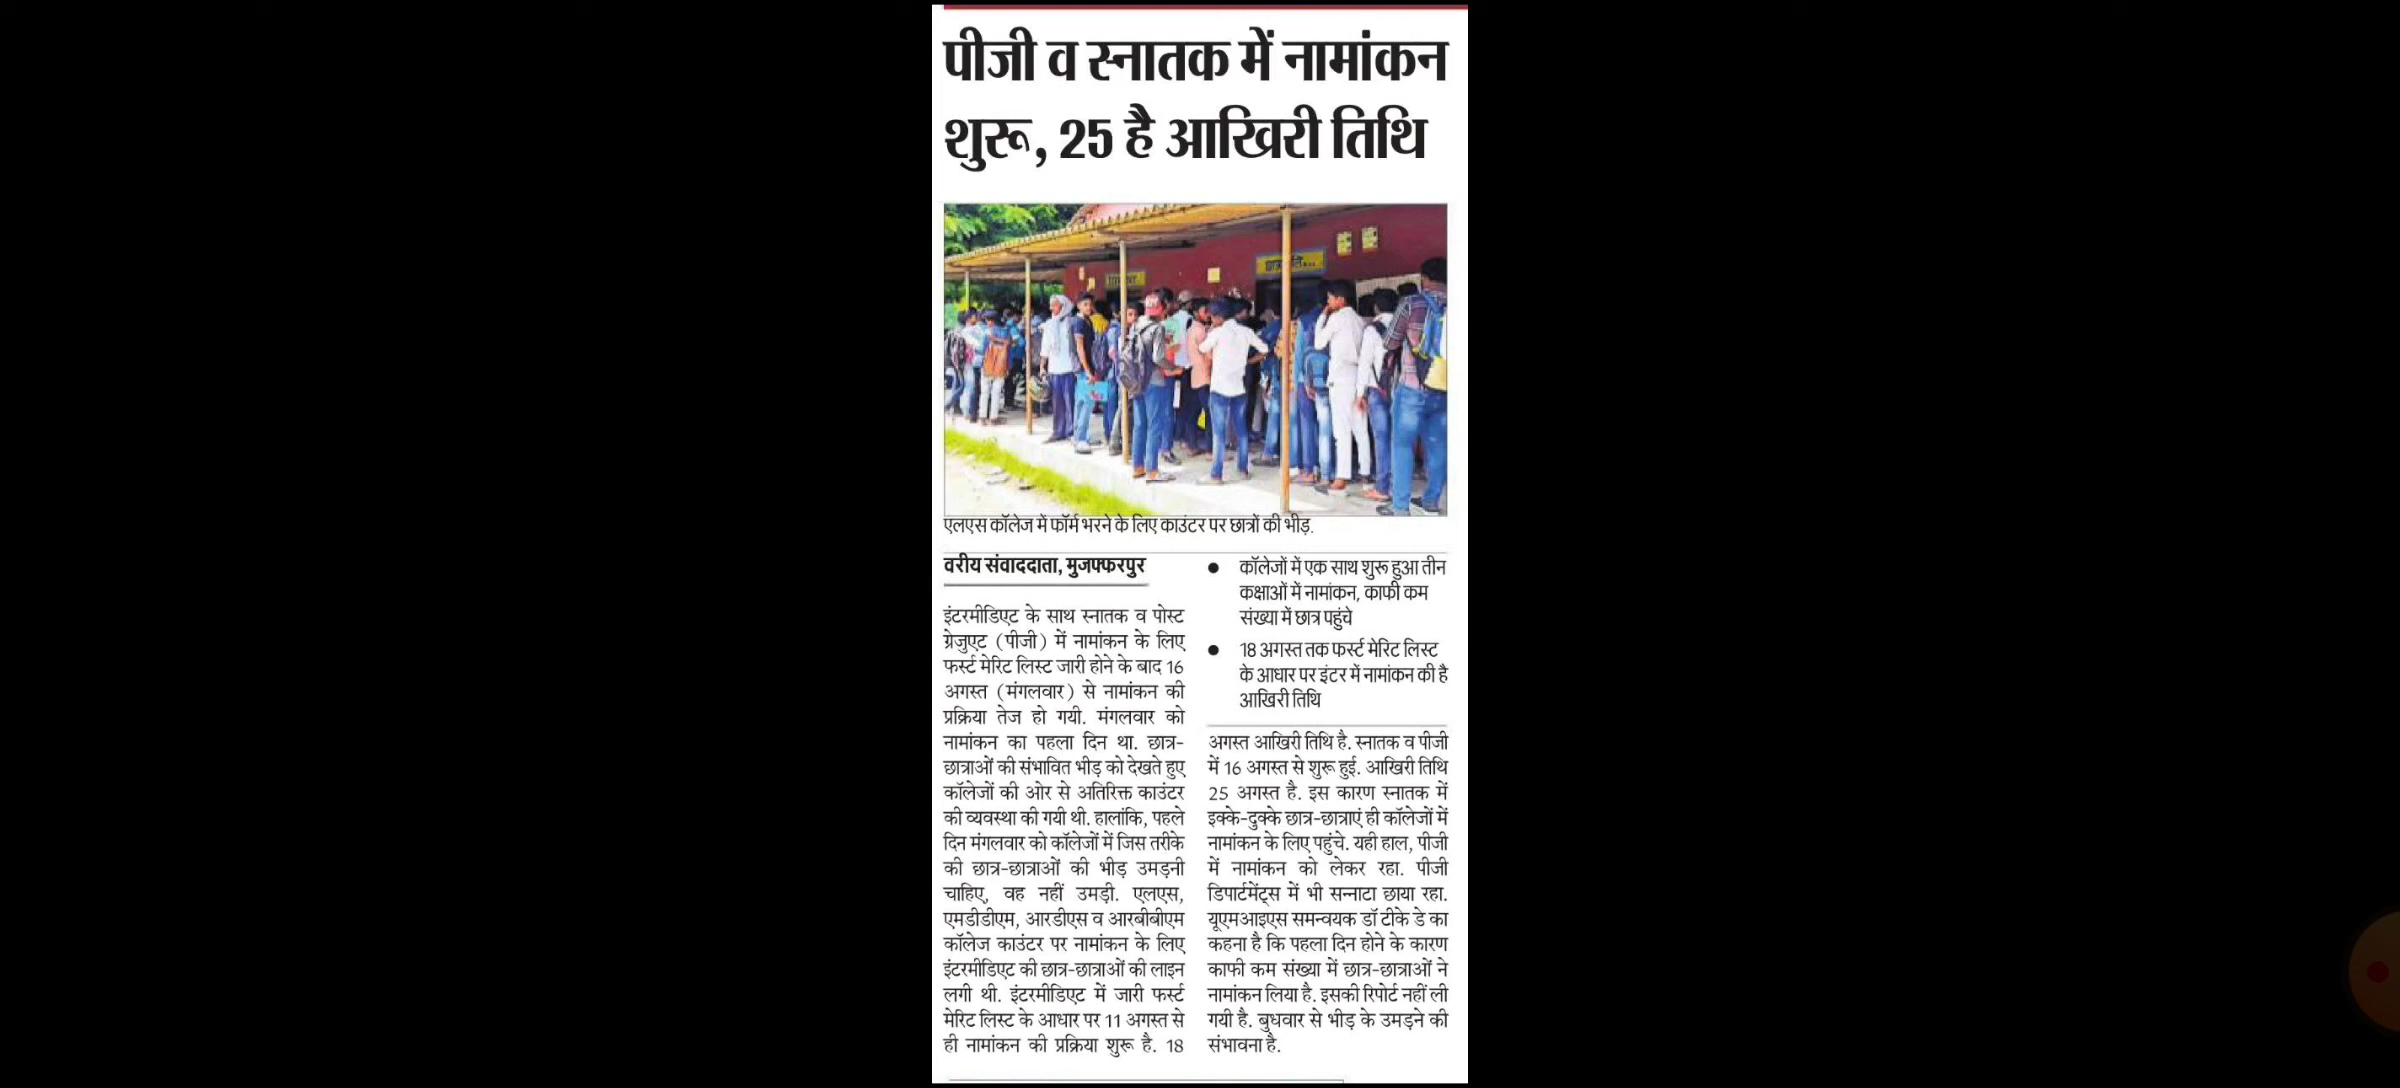 पीजी व स्नातक में नामांकन
शुरू, 25 है आखिरी तिथि
एलएस कॉलेज में फॉर्म भरने के लिए काउंटर पर छात्रों की भीड़.
वरीय संवाददाता, मुजफ्फरपुर
इंटरमीडिएट के साथ स्नातक व पोस्ट
ग्रेजुएट (पीजी) में नामांकन के लिए
फर्स्ट मेरिट लिस्ट जारी होने के बाद 16
अगस्त (मंगलवार) से नामांकन की
प्रक्रिया तेज हो गयी. मंगलवार को
नामांकन का पहला दिन था. छात्र-
छात्राओं की संभावित भीड़ को देखते हुए
कॉलेजों की ओर से अतिरिक्त काउंटर
की व्यवस्था की गयी थी. हालांकि, पहले
दिन मंगलवार को कॉलेजों में जिस तरीके
की छात्र-छात्राओं की भीड़ उमड़नी
चाहिए, वह नहीं उमड़ी. एलएस,
एमडीडीएम, आरडीएस व आरबीबीएम
कॉलेज काउंटर पर नामांकन के लिए
इंटरमीडिएट की छात्र-छात्राओं की लाइन
लगी थी. इंटरमीडिएट में जारी फर्स्ट
मेरिट लिस्ट के आधार पर 11 अगस्त से
ही नामांकन की प्रक्रिया शुरू है. 18
● कॉलेजों में एक साथ शुरू हुआ तीन
कक्षाओं में नामांकन, काफी कम
संख्या में छात्र पहुंचे
● 18 अगस्त तक फर्स्ट मेरिट लिस्ट
के आधार पर इंटर में नामांकन की है
आखिरी तिथि
अगस्त आखिरी तिथि है. स्नातक व पीजी
में 16 अगस्त से शुरू हुई. आखिरी तिथि
25 अगस्त है. इस कारण स्नातक में
इक्के-दुक्के छात्र-छात्राएं ही कॉलेजों में
नामांकन के लिए पहुंचे. यही हाल, पीजी
में नामांकन को लेकर रहा. पीजी
डिपार्टमेंट्स में भी सन्नाटा छाया रहा.
यूएमआइएस समन्वयक डॉ टीके डे का
कहना है कि पहला दिन होने के कारण
काफी कम संख्या में छात्र-छात्राओं ने
नामांकन लिया है. इसकी रिपोर्ट नहीं ली
गयी है. बुधवार से भीड़ के उमड़ने की
संभावना है.